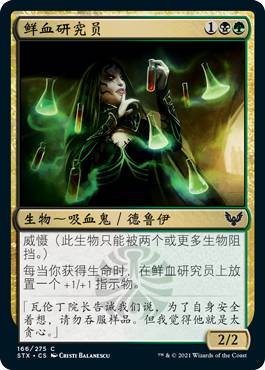 鲜血研究员 1
生物～吸血鬼／德鲁伊
威慑（此生物只能被两个或更多生物阻
挡。）
每当你获得生命时，在鲜血研究员上放
置一个 +1/+1 指示物。
「瓦伦丁院长告诫我们说，为了自身安全
着想，请勿吞服样品。但我觉得他就是太
贪心。」
2/2
166/275 C
STX • CS CRISTI BALANESCU
™ & © 2021 Wizards of the Coast